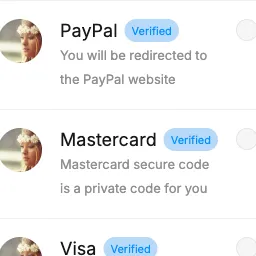 PayPal Verified
You will be redirected to
the PayPal website
Mastercard Verified
Mastercard secure code
is a private code for you
Visa Verified